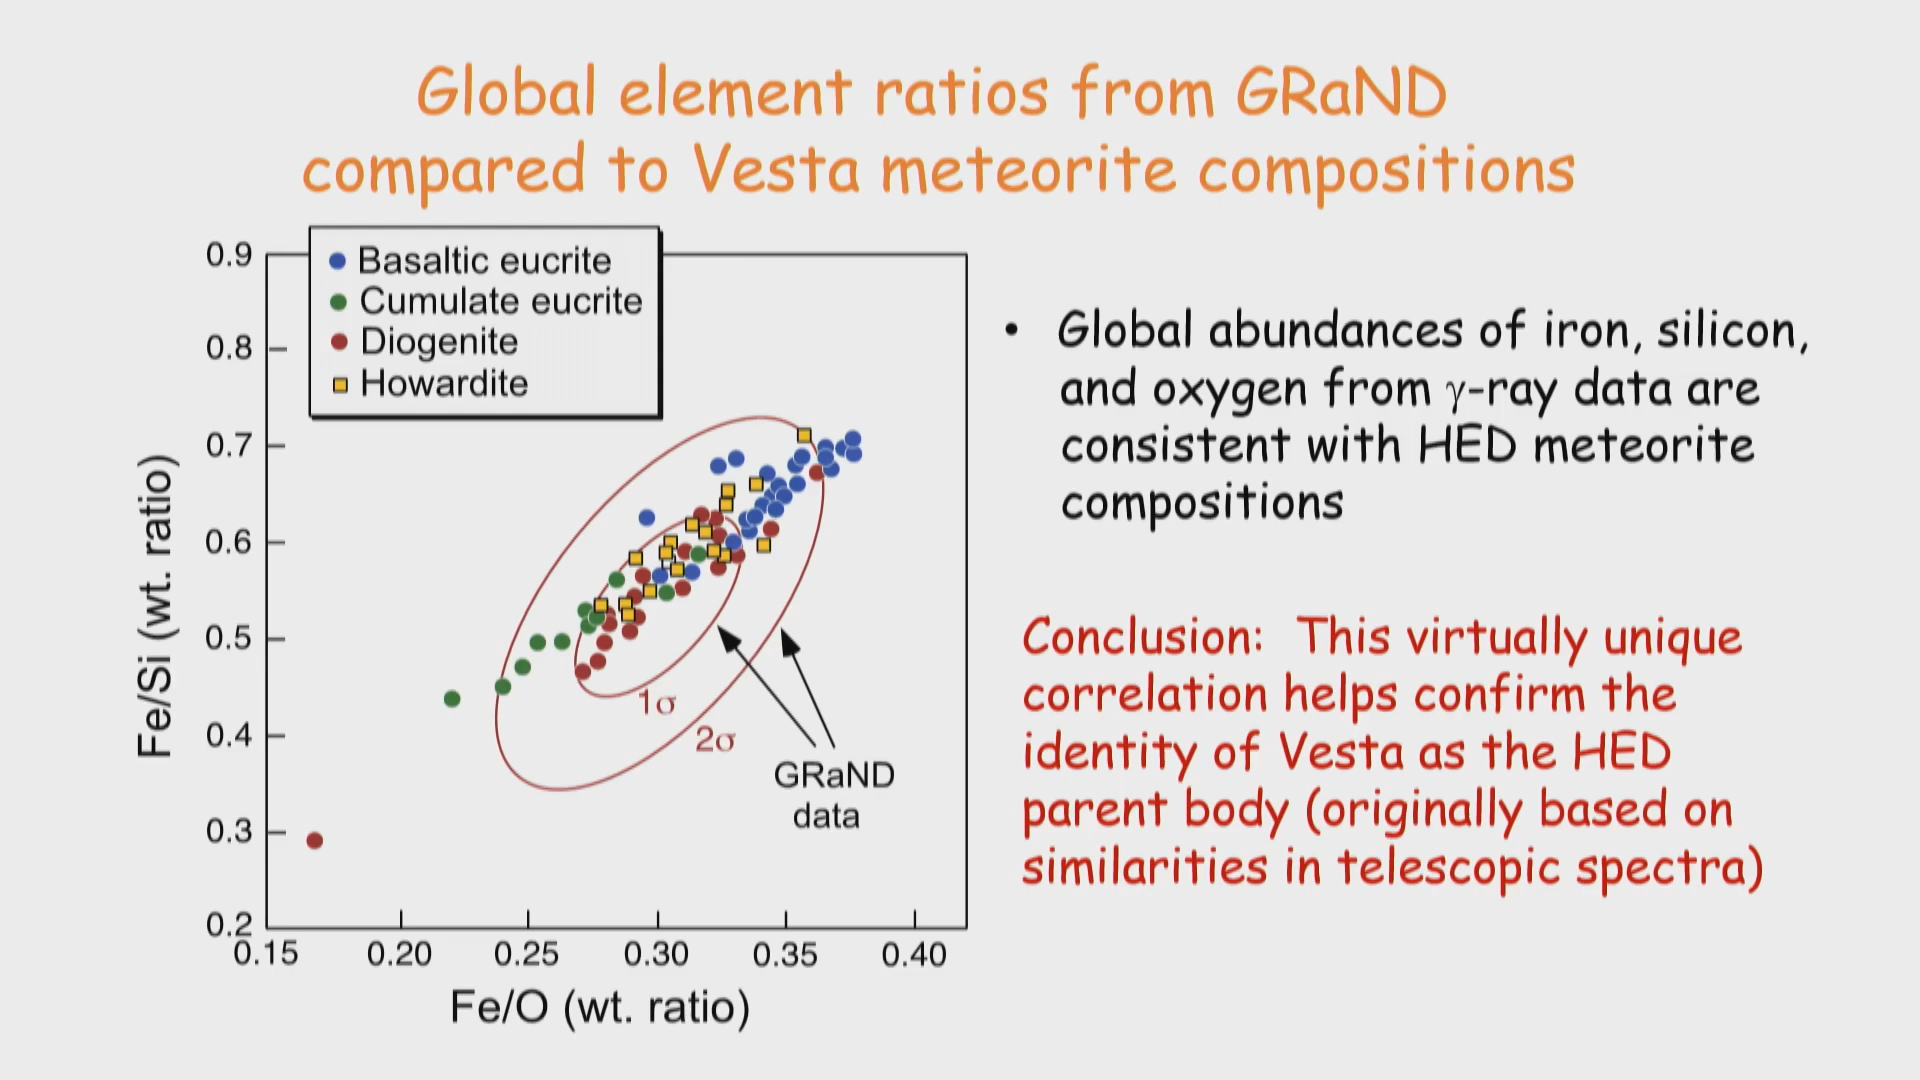 Global element ratios from GRaND
compared to Vesta meteorite compositions
Basaltic eucrite
Cumulate eucrite
Diogenite
Howardite
0.9
0.8
0.7
0.6
0.5
0.4
0.3
0.2
Fe/Si (wt. ratio)
1σ
2σ
GRaND
data
0.15 0.20 0.25 0.30 0.35 0.40
Fe/O (wt. ratio)
• Global abundances of iron, silicon,
and oxygen from γ-ray data are
consistent with HED meteorite
compositions
Conclusion: This virtually unique
correlation helps confirm the
identity of Vesta as the HED
parent body (originally based on
similarities in telescopic spectra)